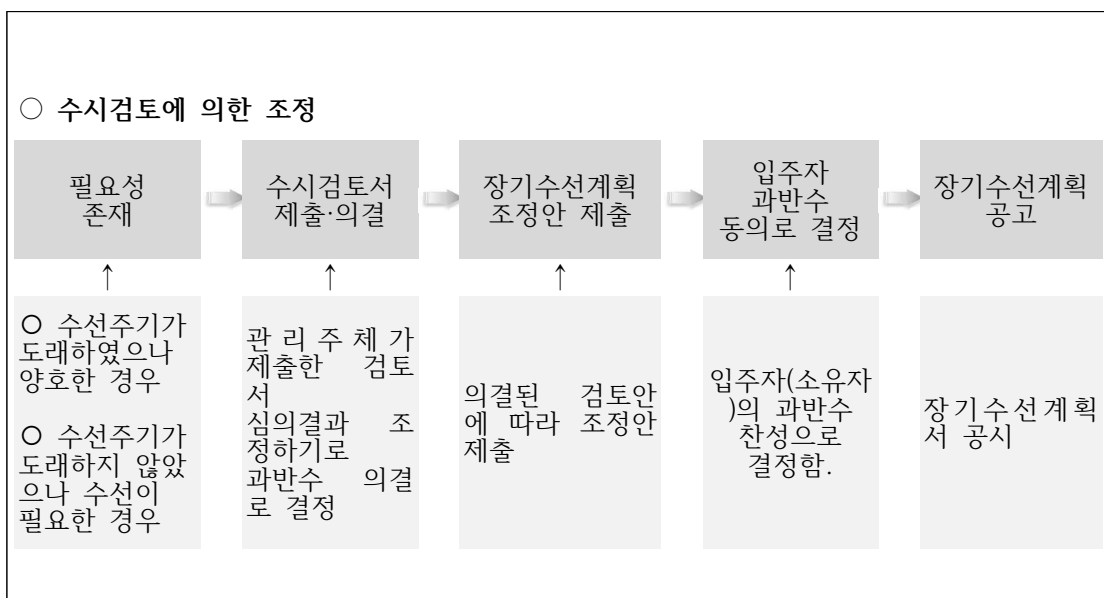 ○ 수시검토에 의한 조정
필요성
존재
수시검토서
제출·의결
장기수선계획
조정안 제출
입주자
과반수
동의로 결정
장기수선계획
공고
↑
↑
↑
↑
○ 수선주기가
도래하였으나
양호한 경우
○ 수선주기가
도래하지 않았
으나 수선이
필요한 경우
관 리 주 체 가
제출한 검토
서
심의결과 조
정하기로
과반수 의결
로 결정
의결된 검토안
에 따라 조정안
제출
입주자(소유자
)의 과반수
찬성으로
결정함.
장기수선계획
서 공시